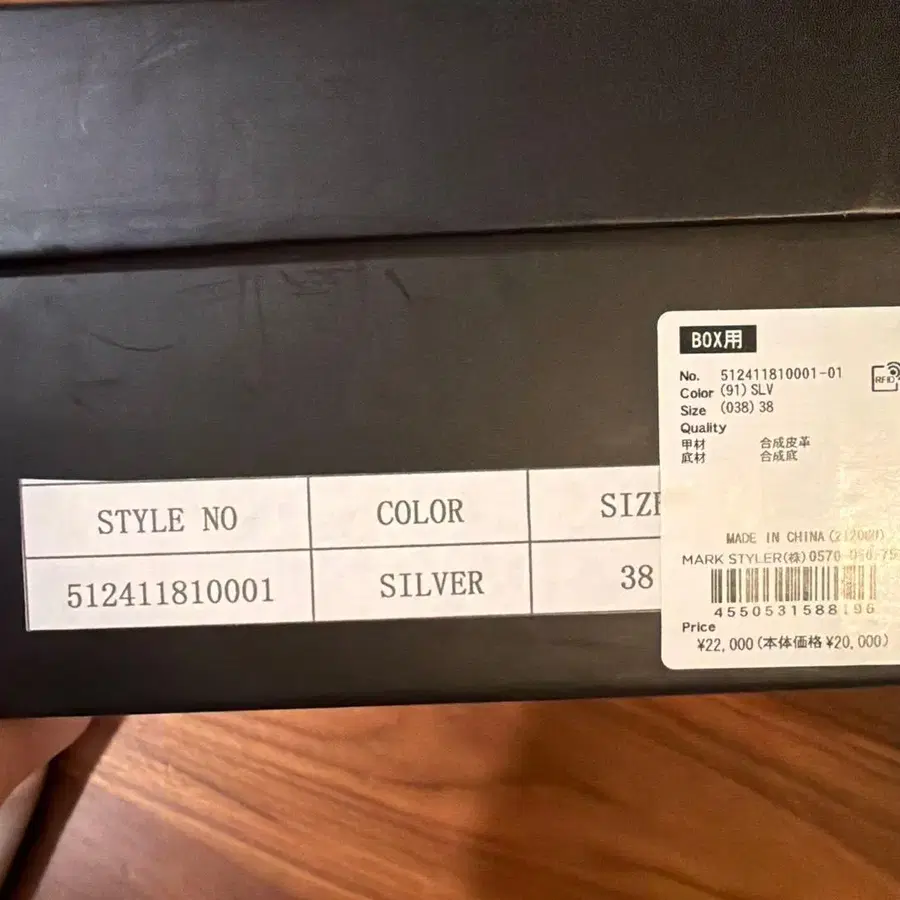 STYLE NO COLOR SIZE
512411810001 SILVER 38
BOX用
No. 512411810001-01
RFID
Color (91) SLV
Size (038) 38
Quality
甲材 合成皮革
底材 合成底
MADE IN CHINA
MARK STYLER(株) 0570
4550531588196
Price
¥22,000(本体価格¥20,000)